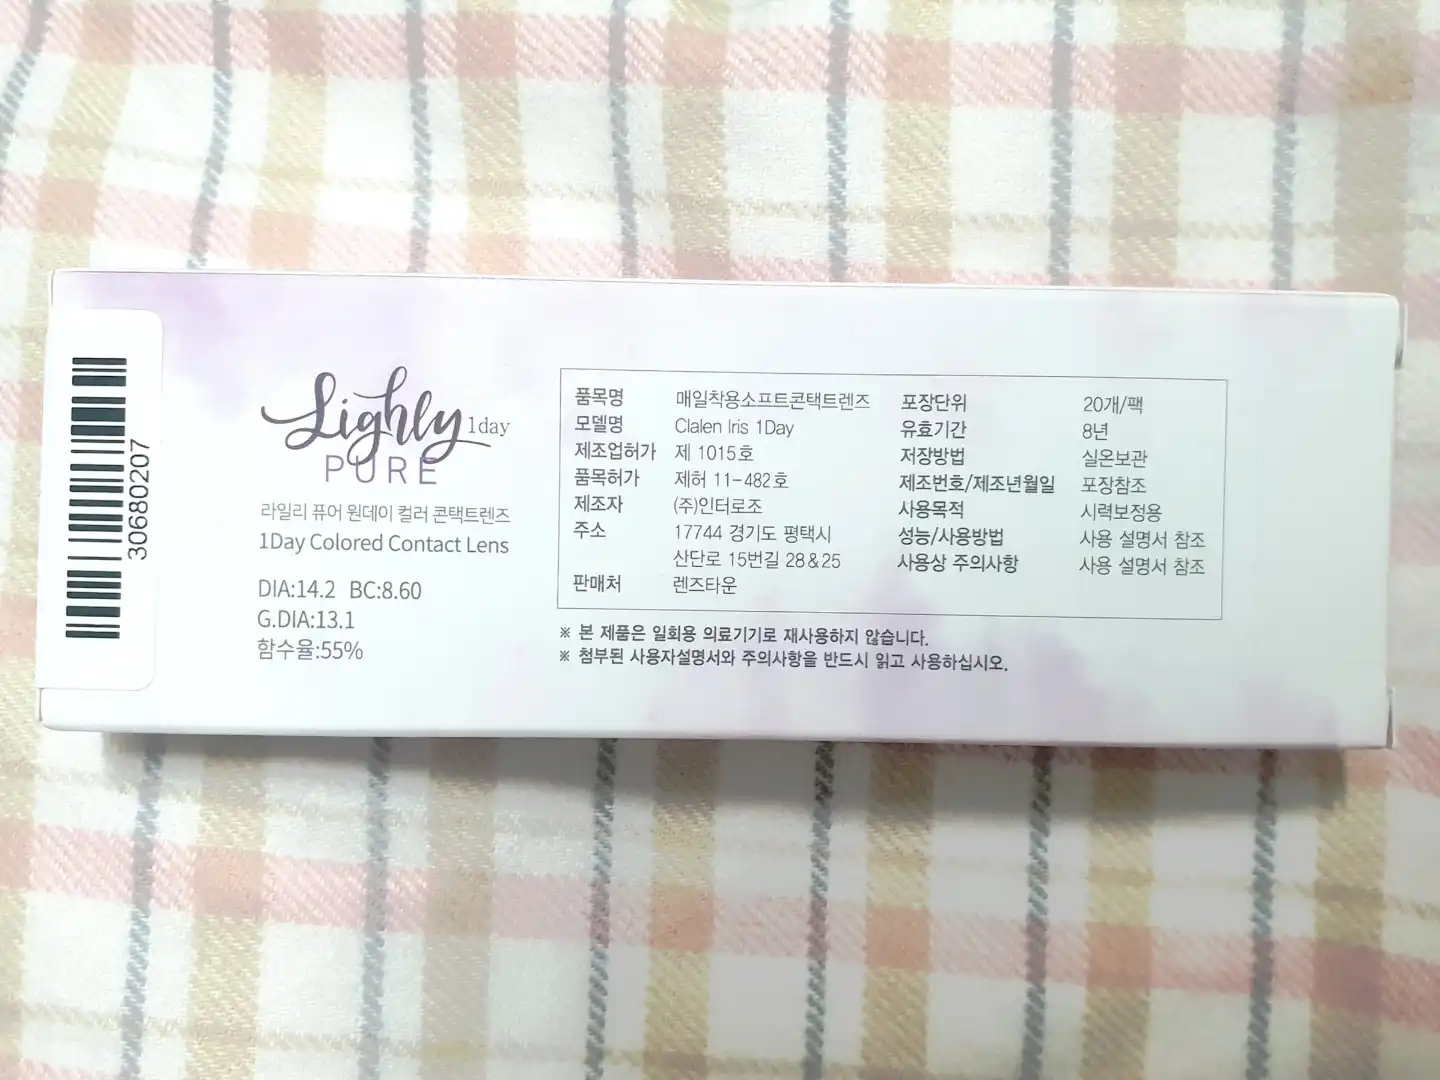 30680207
Lighly 1day
PURE
라일리 퓨어 원데이 컬러 콘택트렌즈
1Day Colored Contact Lens
DIA:14.2 BC:8.60
G.DIA:13.1
함수율:55%
품목명 매일착용소프트콘택트렌즈
모델명 Clalen Iris 1Day
제조업허가 제 1015호
품목허가 제허 11-482호
제조자 (주)인터로조
주소 17744 경기도 평택시
산단로 15번길 28&25
판매처 렌즈타운
포장단위 20개/팩
유효기간 8년
저장방법 실온보관
제조번호/제조년월일 포장참조
사용목적 시력보정용
성능/사용방법 사용 설명서 참조
사용상 주의사항 사용 설명서 참조
※ 본 제품은 일회용 의료기기로 재사용하지 않습니다.
※ 첨부된 사용자설명서와 주의사항을 반드시 읽고 사용하십시오.